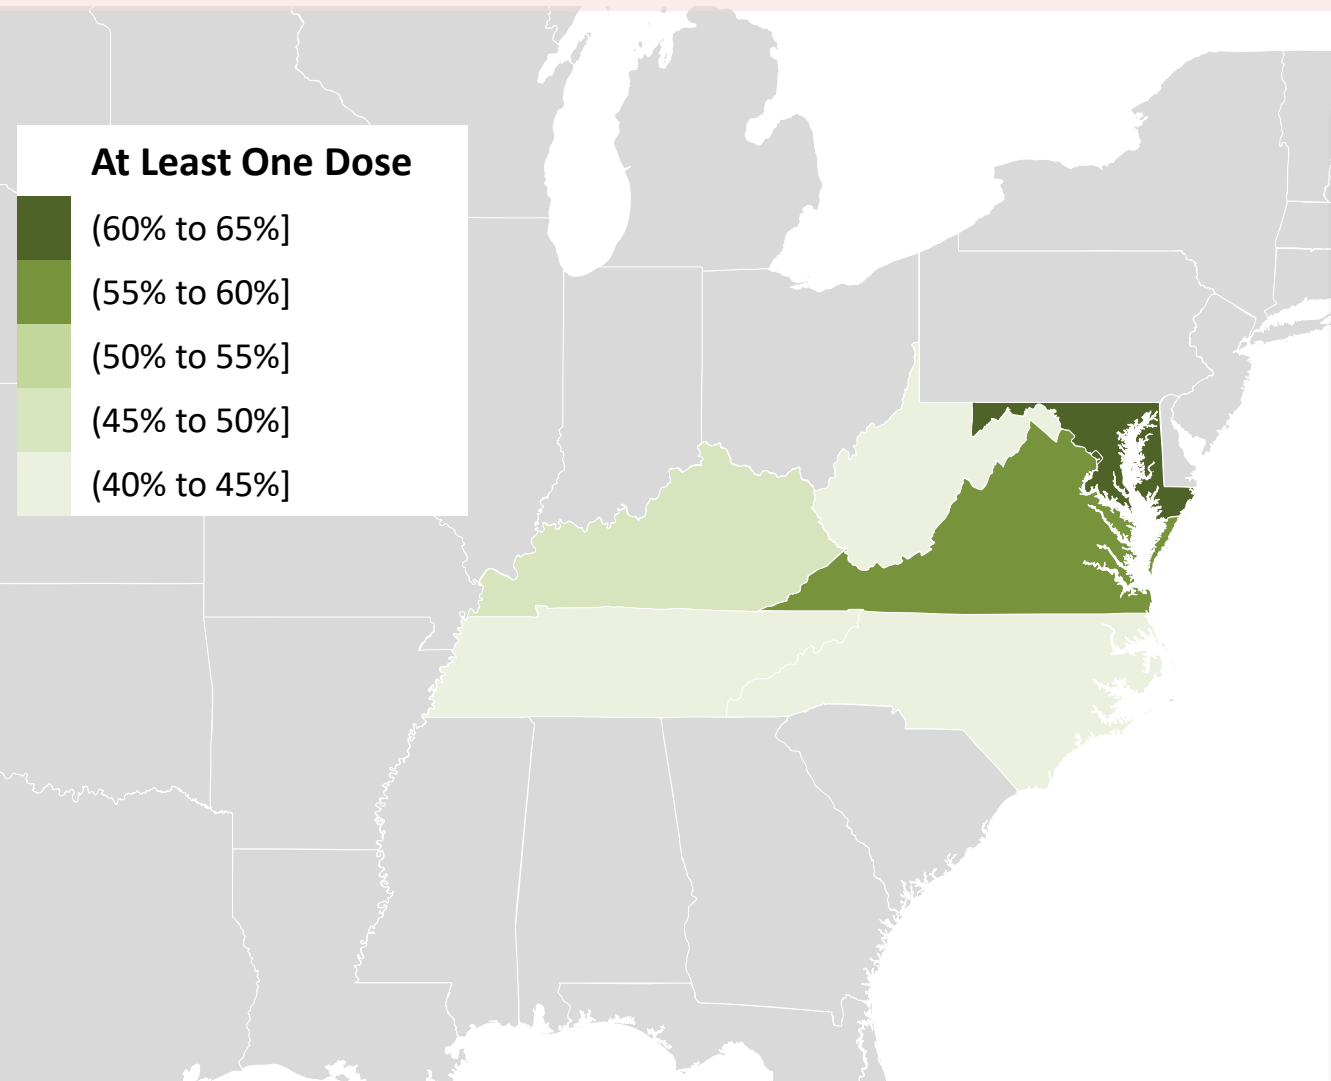 At Least One Dose
(60% to 65%]
(55% to 60%]
(50% to 55%]
(45% to 50%]
(40% to 45%]